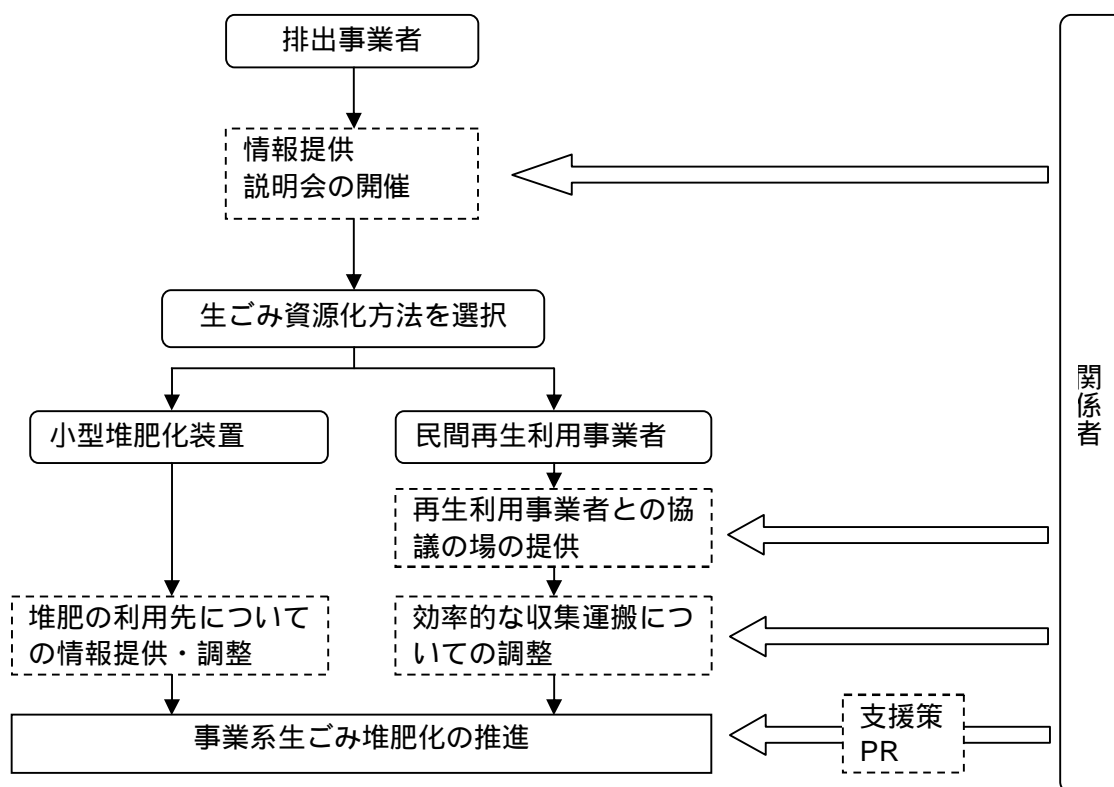 排出事業者
情報提供
説明会の開催
生ごみ資源化方法を選択
小型堆肥化装置
民間再生利用事業者
再生利用事業者との協
議の場の提供
堆肥の利用先について
の情報提供・調整
効率的な収集運搬につ
いての調整
事業系生ごみ堆肥化の推進
支援策
PR
関係者